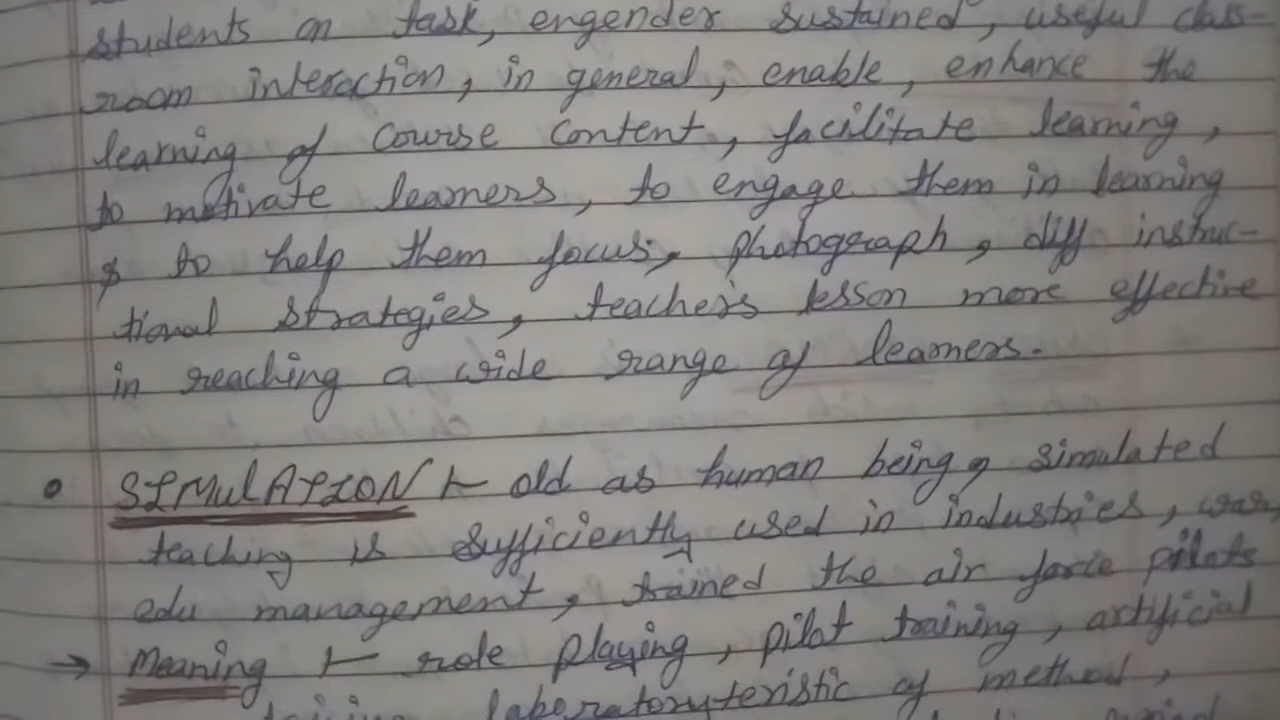 students on task, engender sustained, useful class-
room interaction, in general, enable, enhance the
learning of course content, facilitate learning,
to motivate learners, to engage them in learning
& to help them focus, photograph, diff instruc-
tional strategies, teacher's lesson more effective
in reaching a wide range of learners.
• SIMULATION ⊢ old as human being, simulated
teaching is sufficiently used in industries, war,
edu management, trained the air force pilots
→ Meaning ⊢ role playing, pilot training, artificial
laboratoryteristic of method,